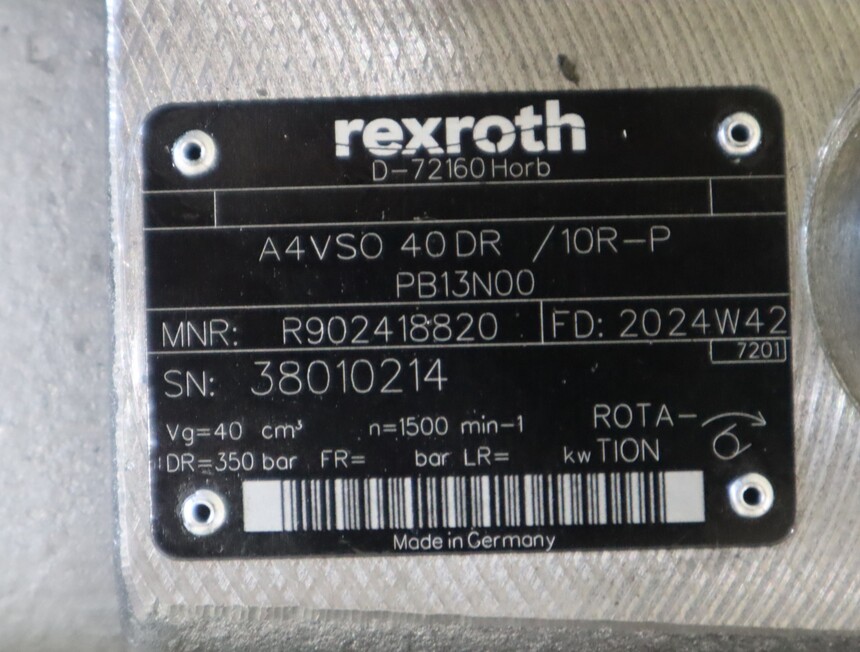 rexroth
D-72160 Horb
A4VSO 40 DR /10R-P
PB13N00
MNR: R902418820 FD: 2024W42
7201
SN: 38010214
Vg=40 cm³ n=1500 min-1 ROTA-
DR=350 bar FR= bar LR= kw TION
Made in Germany